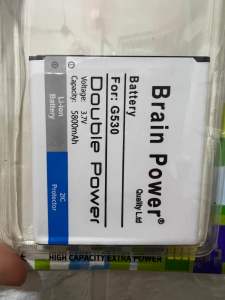 Brain Power®
Quality Ltd
Battery
For: G530
Double Power
Voltage: 3.7V
Capacity: 5800mAh
Li-Ion
Battery
2IC
Protector
HIGH CAPACITY EXTRA POWER